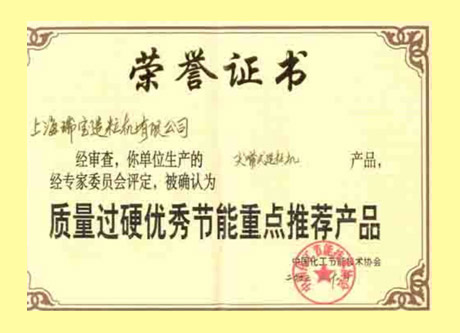 荣誉证书
上海瑞宝造粒机有限公司
经审查，你单位生产的 夹带式造粒机 产品，
经专家委员会评定，被确认为
质量过硬优秀节能重点推荐产品
中国化工节能技术协会